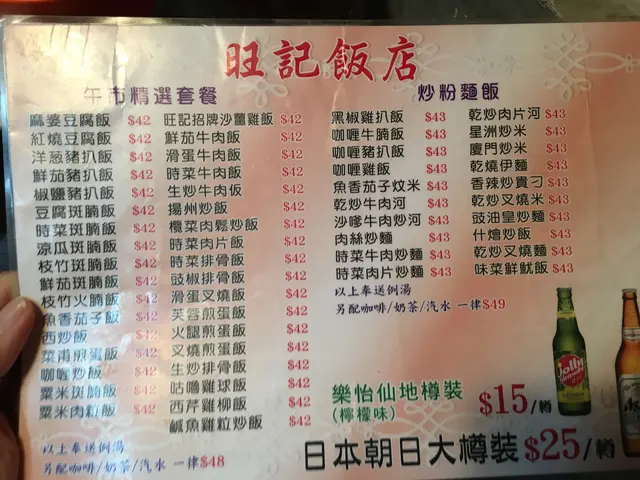 旺記飯店
午市精選套餐
麻婆豆腐飯 $42
紅燒豆腐飯 $42
洋葱豬扒飯 $42
鮮茄豬扒飯 $42
椒鹽豬扒飯 $42
豆腐斑腩飯 $42
時菜斑腩飯 $42
涼瓜斑腩飯 $42
枝竹斑腩飯 $42
鮮茄斑腩飯 $42
枝竹火腩飯 $42
魚香茄子飯 $42
西炒飯 $42
菜甫煎蛋飯 $42
咖喱炒飯 $42
粟米斑腩飯 $42
粟米肉粒飯 $42
旺記招牌沙薑雞飯 $42
鮮茄牛肉飯 $42
滑蛋牛肉飯 $42
時菜牛肉飯 $42
生炒牛肉飯 $42
揚州炒飯 $42
欖菜肉鬆炒飯 $42
時菜肉片飯 $42
時菜排骨飯 $42
豉椒排骨飯 $42
滑蛋叉燒飯 $42
芙蓉煎蛋飯 $42
火腿煎蛋飯 $42
叉燒煎蛋飯 $42
生炒排骨飯 $42
咕嚕雞球飯 $42
西芹雞柳飯 $42
鹹魚雞粒炒飯 $42
以上奉送例湯
另配咖啡/奶茶/汽水 一律$48
炒粉麵飯
黑椒雞扒飯 $43
咖喱牛腩飯 $43
咖喱豬扒飯 $43
咖喱雞飯 $43
魚香茄子炆米 $43
乾炒牛肉河 $43
沙嗲牛肉炒河 $43
肉絲炒麵 $43
時菜牛肉炒麵 $43
時菜肉片炒麵 $43
乾炒肉片河 $43
星洲炒米 $43
廈門炒米 $43
乾燒伊麵 $43
香辣炒貴刁 $43
乾炒叉燒米 $43
豉油皇炒麵 $43
什燴炒飯 $43
乾炒叉燒麵 $43
味菜鮮魷飯 $43
以上奉送例湯
另配咖啡/奶茶/汽水 一律$49
樂怡仙地樽裝 $15/樽
(檸檬味)
日本朝日大樽裝 $25/樽
Jolly